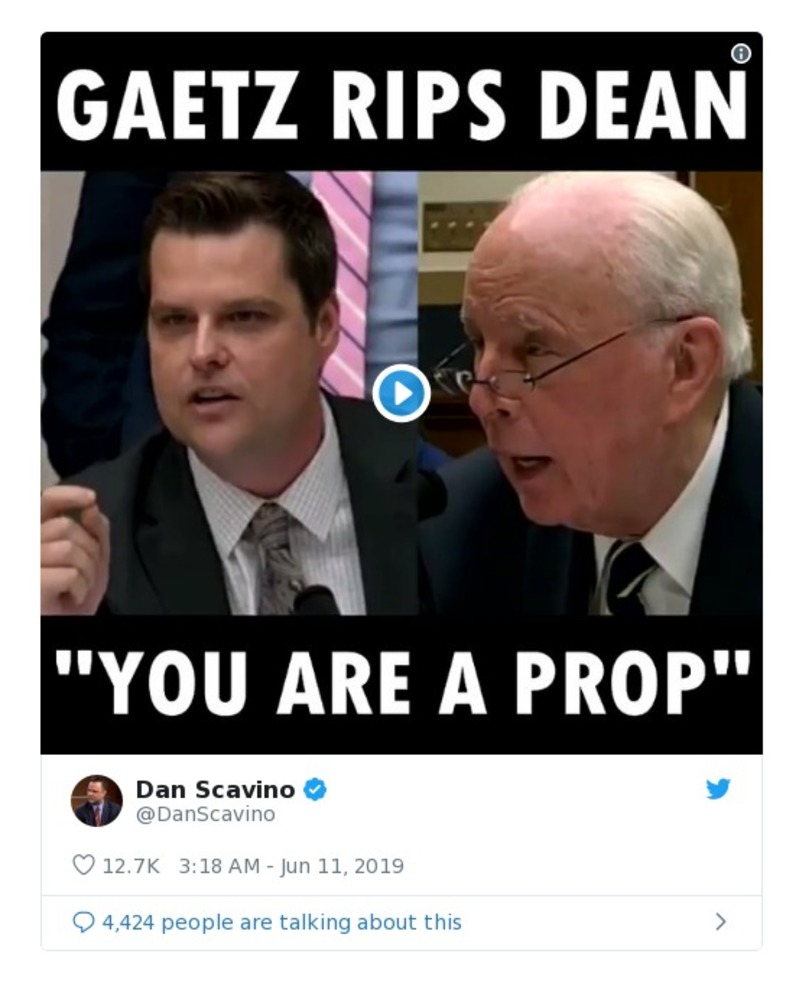 GAETZ RIPS DEAN
"YOU ARE A PROP"
Dan Scavino
@DanScavino
12.7K 3:18 AM - Jun 11, 2019
4,424 people are talking about this